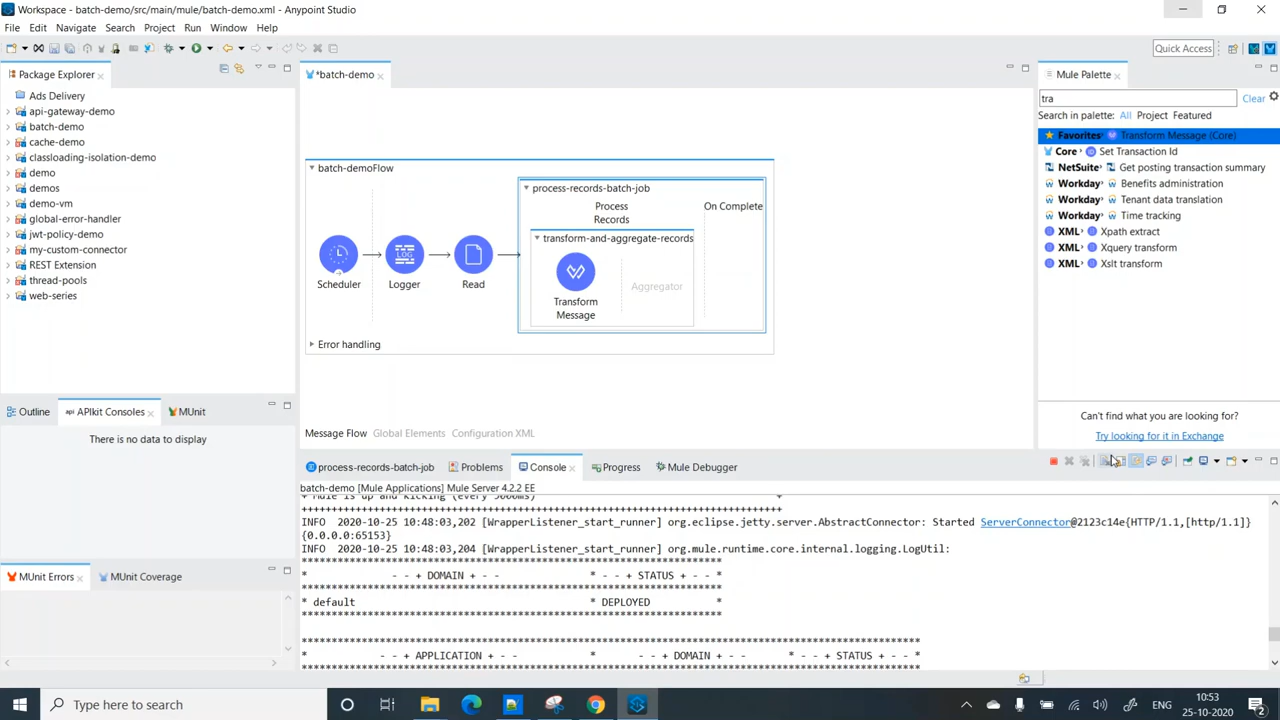 Workspace - batch-demo/src/main/mule/batch-demo.xml - Anypoint Studio
File Edit Navigate Search Project Run Window Help
Quick Access
Package Explorer
Ads Delivery
api-gateway-demo
batch-demo
cache-demo
classloading-isolation-demo
demo
demos
demo-vm
global-error-handler
jwt-policy-demo
my-custom-connector
REST Extension
thread-pools
web-series
Outline
APIkit Consoles
MUnit
There is no data to display
MUnit Errors
MUnit Coverage
*batch-demo
batch-demoFlow
process-records-batch-job
Process
Records
On Complete
transform-and-aggregate-records
LOG
Scheduler
Logger
Read
Transform
Message
Aggregator
Error handling
Message Flow Global Elements Configuration XML
Mule Palette
tra
Clear
Search in palette: All Project Featured
Favorites Transform Message (Core)
Core Set Transaction Id
NetSuite Get posting transaction summary
Workday Benefits administration
Workday Tenant data translation
Workday Time tracking
XML Xpath extract
XML Xquery transform
XML Xslt transform
Can't find what you are looking for?
Try looking for it in Exchange
process-records-batch-job Problems Console Progress Mule Debugger
batch-demo [Mule Applications] Mule Server 4.2.2 EE
+ Mule is up and kicking (every 5000ms) +
++++++++++++++++++++++++++++++++++++++++++++++++++++++++++++++++++++++++++++++++
INFO 2020-10-25 10:48:03,202 [WrapperListener_start_runner] org.eclipse.jetty.server.AbstractConnector: Started ServerConnector@2123c14e{HTTP/1.1,[http/1.1]}
{0.0.0.0:65153}
INFO 2020-10-25 10:48:03,204 [WrapperListener_start_runner] org.mule.runtime.core.internal.logging.LogUtil:
**********************************************************************
* - - + DOMAIN + - - * - - + STATUS + - - *
**********************************************************************
* default * DEPLOYED *
**********************************************************************
*******************************************************************************************************
* - - + APPLICATION + - - * - - + DOMAIN + - - * - - + STATUS + - - *
*******************************************************************************************************
Type here to search
ENG
10:53
25-10-2020
2